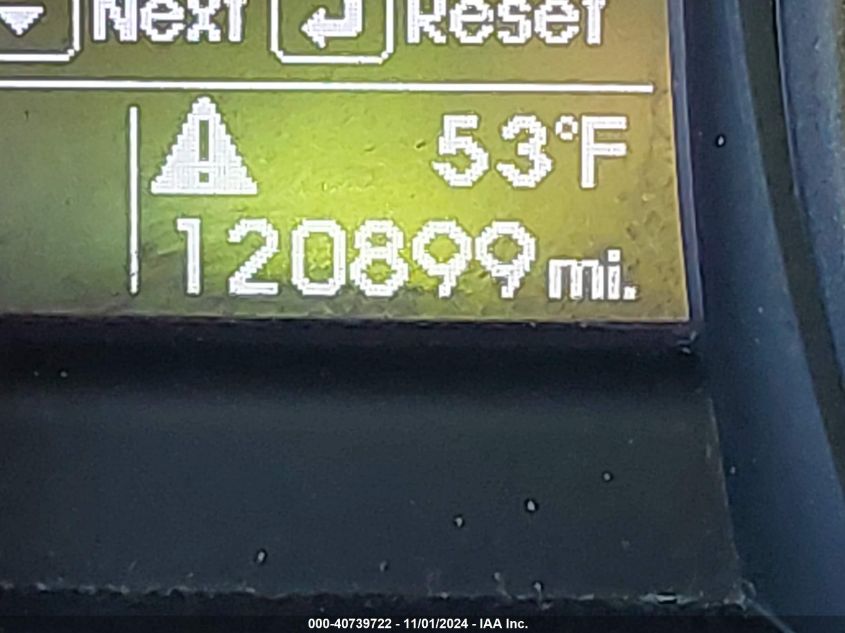 Next Reset
53°F
120899 mi.
000-40739722 - 11/01/2024 - IAA Inc.